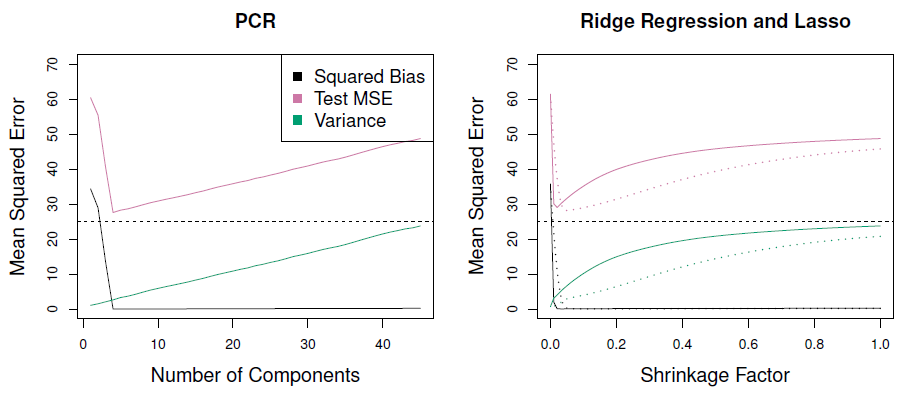 PCR
Mean Squared Error
70
60
50
40
30
20
10
0
Squared Bias
Test MSE
Variance
0 10 20 30 40
Number of Components
Ridge Regression and Lasso
Mean Squared Error
70
60
50
40
30
20
10
0
0.0 0.2 0.4 0.6 0.8 1.0
Shrinkage Factor